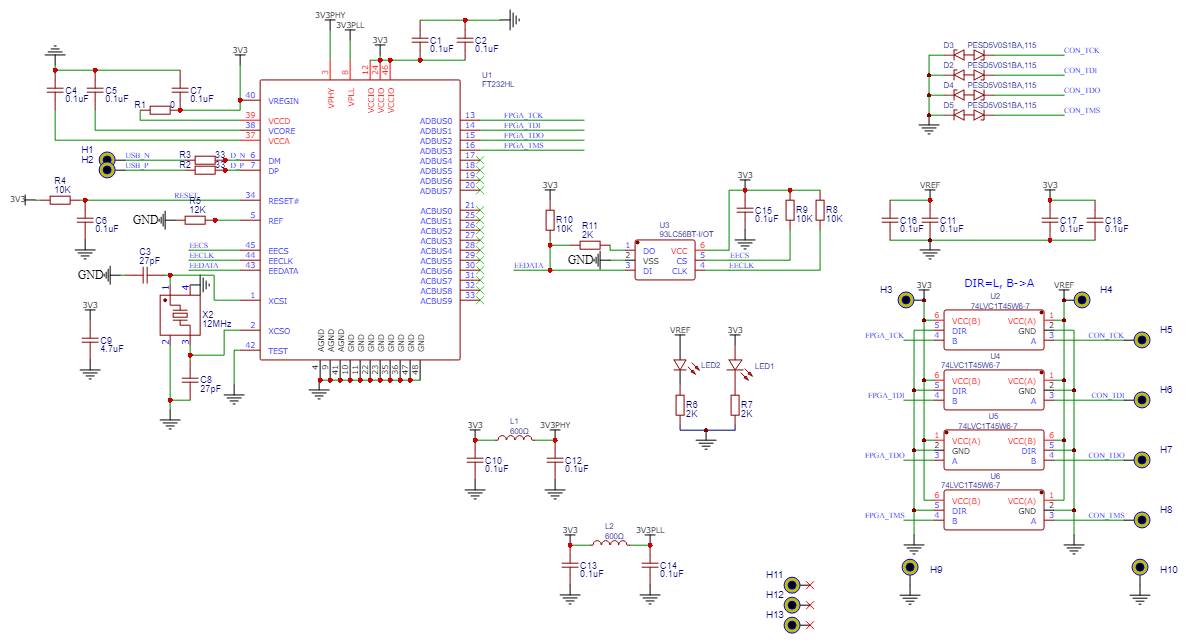 3V3PHY
3V3PLL
3V3
3V3
C4
0.1uF
C5
0.1uF
C7
0.1uF
R1
0
C1
0.1uF
C2
0.1uF
U1
FT232HL
3
8
12
24
46
VPHY
VPLL
VCCIO
VCCIO
VCCIO
40 VREGIN
39 VCCD
38 VCORE
37 VCCA
6 DM
7 DP
34 RESET#
5 REF
45 EECS
44 EECLK
43 EEDATA
1 XCSI
2 XCSO
42 TEST
ADBUS0 13 FPGA_TCK
ADBUS1 14 FPGA_TDI
ADBUS2 15 FPGA_TDO
ADBUS3 16 FPGA_TMS
ADBUS4 17
ADBUS5 18
ADBUS6 19
ADBUS7 20
ACBUS0 21
ACBUS1 25
ACBUS2 26
ACBUS3 27
ACBUS4 28
ACBUS5 29
ACBUS6 30
ACBUS7 31
ACBUS8 32
ACBUS9 33
AGND
AGND
AGND
GND
GND
GND
GND
GND
GND
GND
GND
4
9
41
10
11
22
23
35
36
47
48
H1
H2
USB_N
USB_P
R3 33 D_N
R2 33 D_P
R4
10K
3V3
RESET
C6
0.1uF
GND
R5
12K
EECS
EECLK
EEDATA
GND
C3
27pF
1
4
2
3
X2
12MHz
3V3
C9
4.7uF
C8
27pF
3V3
R10
10K
R11
2K
GND
EEDATA
U3
93LC56BT-I/OT
1 DO VCC 6
2 VSS CS 5
3 DI CLK 4
EECS
EECLK
3V3
C15
0.1uF
R9
10K
R8
10K
D3 PESD5V0S1BA,115 CON_TCK
D2 PESD5V0S1BA,115 CON_TDI
D4 PESD5V0S1BA,115 CON_TDO
D5 PESD5V0S1BA,115 CON_TMS
VREF
3V3
C16
0.1uF
C11
0.1uF
C17
0.1uF
C18
0.1uF
DIR=L, B->A
H3
3V3
VREF
H4
U2
74LVC1T45W6-7
6 VCC(B) VCC(A) 1
5 DIR GND 2
FPGA_TCK 4 B A 3 CON_TCK
H5
U4
74LVC1T45W6-7
6 VCC(B) VCC(A) 1
5 DIR GND 2
FPGA_TDI 4 B A 3 CON_TDI
H6
U5
74LVC1T45W6-7
1 VCC(A) VCC(B) 6
2 GND DIR 5
FPGA_TDO 3 A B 4 CON_TDO
H7
U6
74LVC1T45W6-7
6 VCC(B) VCC(A) 1
5 DIR GND 2
FPGA_TMS 4 B A 3 CON_TMS
H8
H9
H10
VREF
3V3
LED2
LED1
R6
2K
R7
2K
3V3
L1
600Ω
3V3PHY
C10
0.1uF
C12
0.1uF
3V3
L2
600Ω
3V3PLL
C13
0.1uF
C14
0.1uF
H11
H12
H13